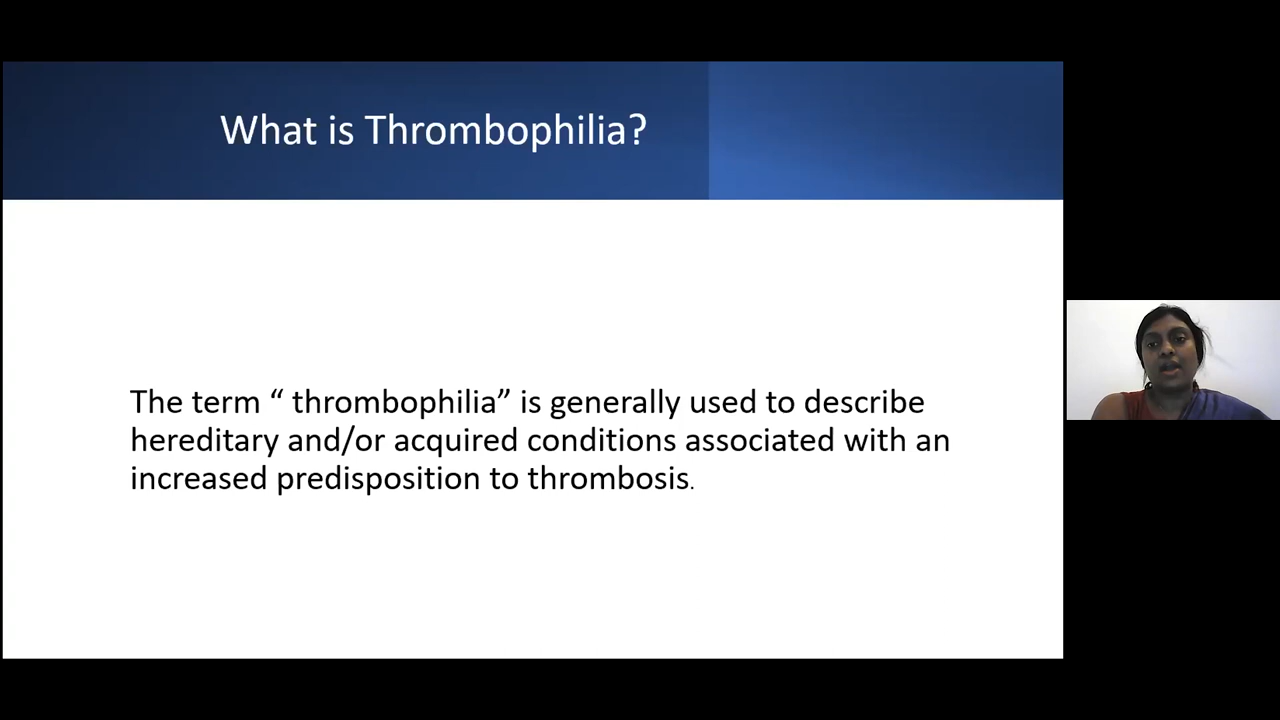 What is Thrombophilia?
The term “ thrombophilia” is generally used to describe
hereditary and/or acquired conditions associated with an
increased predisposition to thrombosis.